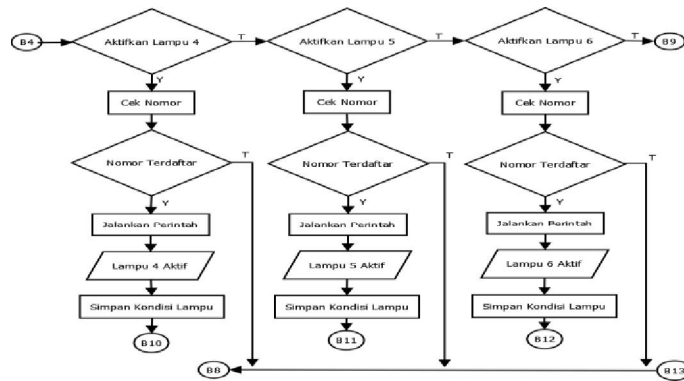 B4
Aktifkan Lampu 4
T
Aktifkan Lampu 5
T
Aktifkan Lampu 6
T
B9
Y
Y
Y
Cek Nomor
Cek Nomor
Cek Nomor
Nomor Terdaftar
T
Nomor Terdaftar
T
Nomor Terdaftar
T
Y
Y
Y
Jalankan Perintah
Jalankan Perintah
Jalankan Perintah
Lampu 4 Aktif
Lampu 5 Aktif
Lampu 6 Aktif
Simpan Kondisi Lampu
Simpan Kondisi Lampu
Simpan Kondisi Lampu
B10
B11
B12
B8
B13